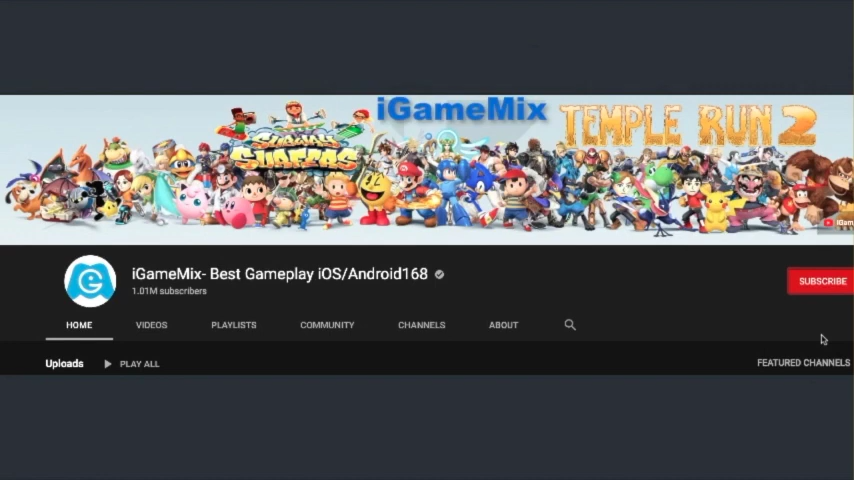 iGameMix
SUBWAY
SURFERS
TEMPLE RUN 2
iGam
iGameMix- Best Gameplay iOS/Android168
1.01M subscribers
SUBSCRIBE
HOME
VIDEOS
PLAYLISTS
COMMUNITY
CHANNELS
ABOUT
Uploads
PLAY ALL
FEATURED CHANNELS